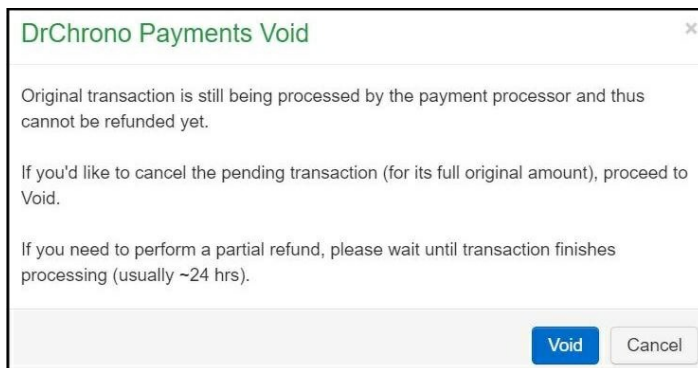 DrChrono Payments Void
×
Original transaction is still being processed by the payment processor and thus
cannot be refunded yet.
If you'd like to cancel the pending transaction (for its full original amount), proceed to
Void.
If you need to perform a partial refund, please wait until transaction finishes
processing (usually ~24 hrs).
Void Cancel